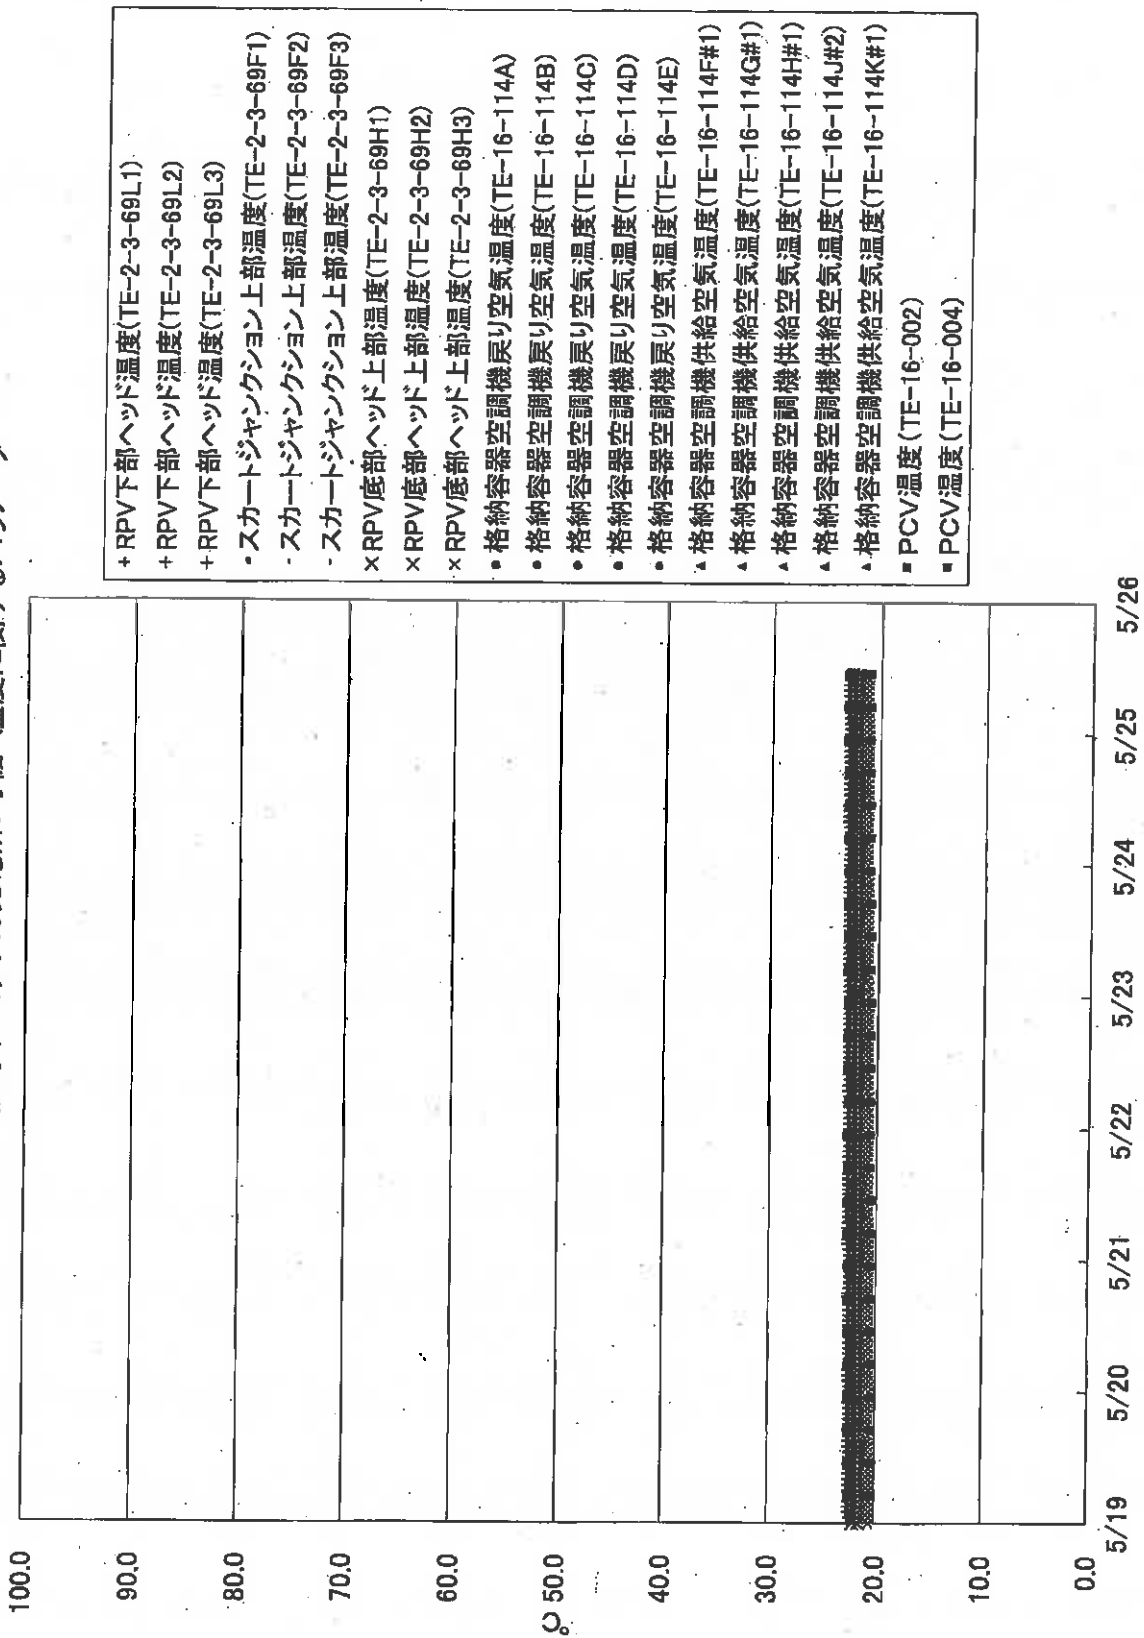 100.0
90.0
80.0
70.0
60.0
50.0
℃
40.0
30.0
20.0
10.0
0.0
5/19
5/20
5/21
5/22
5/23
5/24
5/25
5/26
+ RPV下部ヘッド温度(TE-2-3-69L1)
+ RPV下部ヘッド温度(TE-2-3-69L2)
+ RPV下部ヘッド温度(TE-2-3-69L3)
- スカートジャンクション上部温度(TE-2-3-69F1)
- スカートジャンクション上部温度(TE-2-3-69F2)
- スカートジャンクション上部温度(TE-2-3-69F3)
× RPV底部ヘッド上部温度(TE-2-3-69H1)
× RPV底部ヘッド上部温度(TE-2-3-69H2)
× RPV底部ヘッド上部温度(TE-2-3-69H3)
● 格納容器空調機戻り空気温度(TE-16-114A)
● 格納容器空調機戻り空気温度(TE-16-114B)
● 格納容器空調機戻り空気温度(TE-16-114C)
● 格納容器空調機戻り空気温度(TE-16-114D)
● 格納容器空調機戻り空気温度(TE-16-114E)
▲ 格納容器空調機供給空気温度(TE-16-114F#1)
▲ 格納容器空調機供給空気温度(TE-16-114G#1)
▲ 格納容器空調機供給空気温度(TE-16-114H#1)
▲ 格納容器空調機供給空気温度(TE-16-114J#2)
▲ 格納容器空調機供給空気温度(TE-16-114K#1)
■ PCV温度(TE-16-002)
■ PCV温度(TE-16-004)